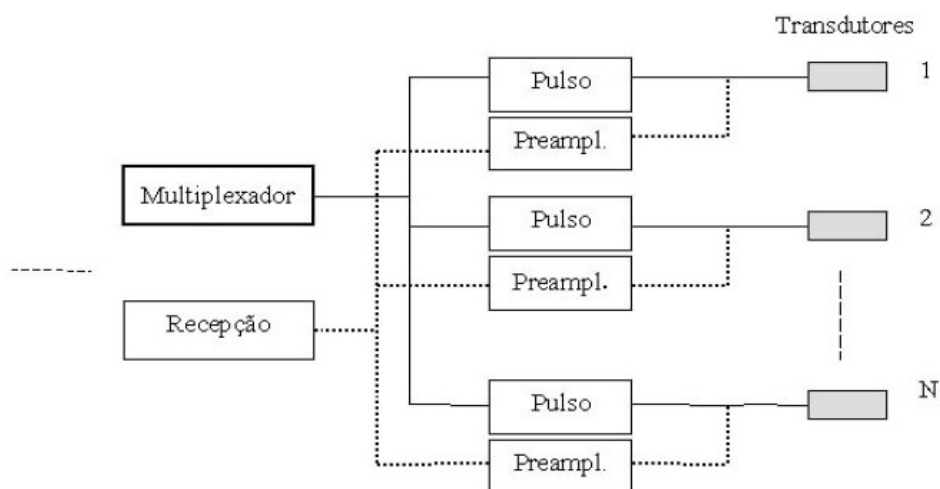 Transdutores
Pulso
1
Preampl.
Multiplexador
Pulso
2
Preampl.
Recepção
Pulso
N
Preampl.